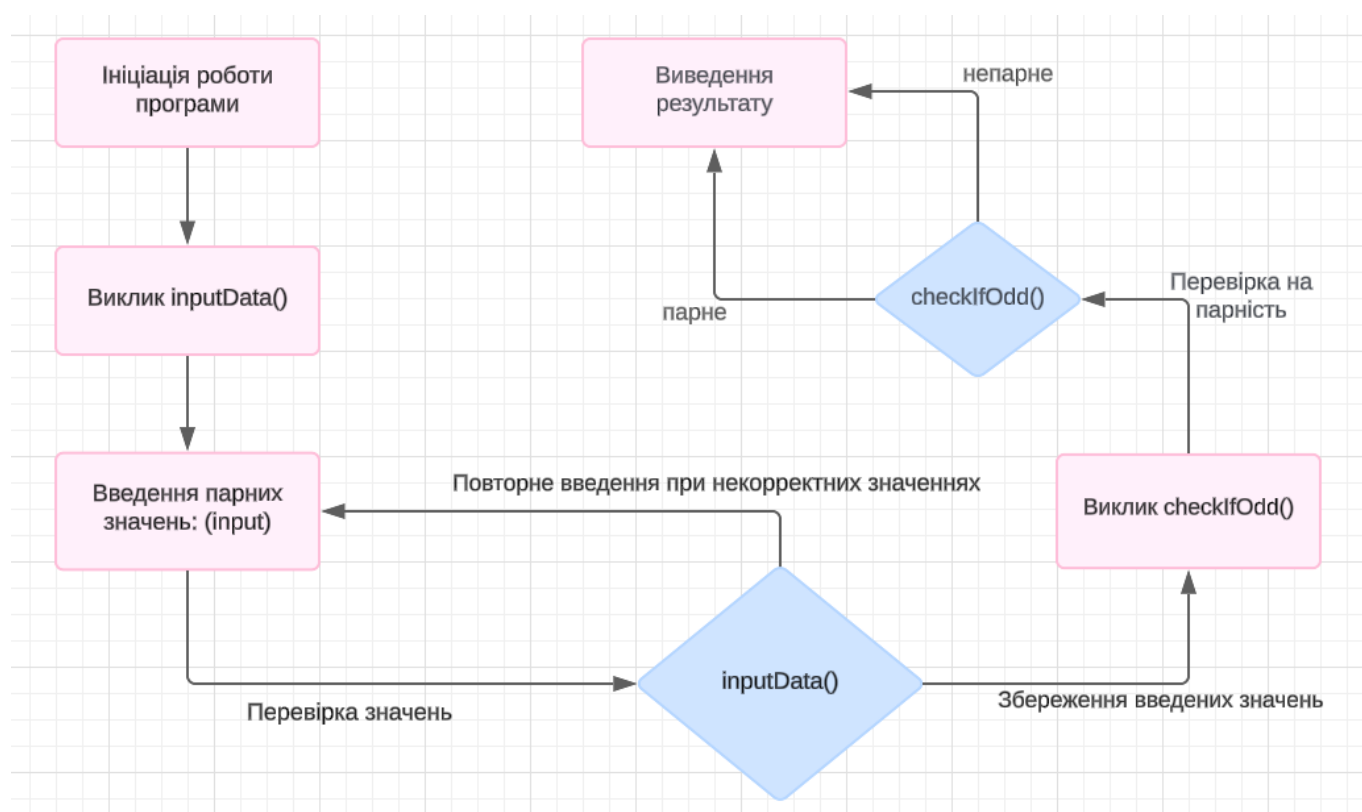 Ініціація роботи
програми
Виклик inputData()
Введення парних
значень: (input)
Перевірка значень
inputData()
Повторне введення при некорректних значеннях
Збереження введених значень
Виклик checkIfOdd()
Перевірка на
парність
checkIfOdd()
парне
непарне
Виведення
результату